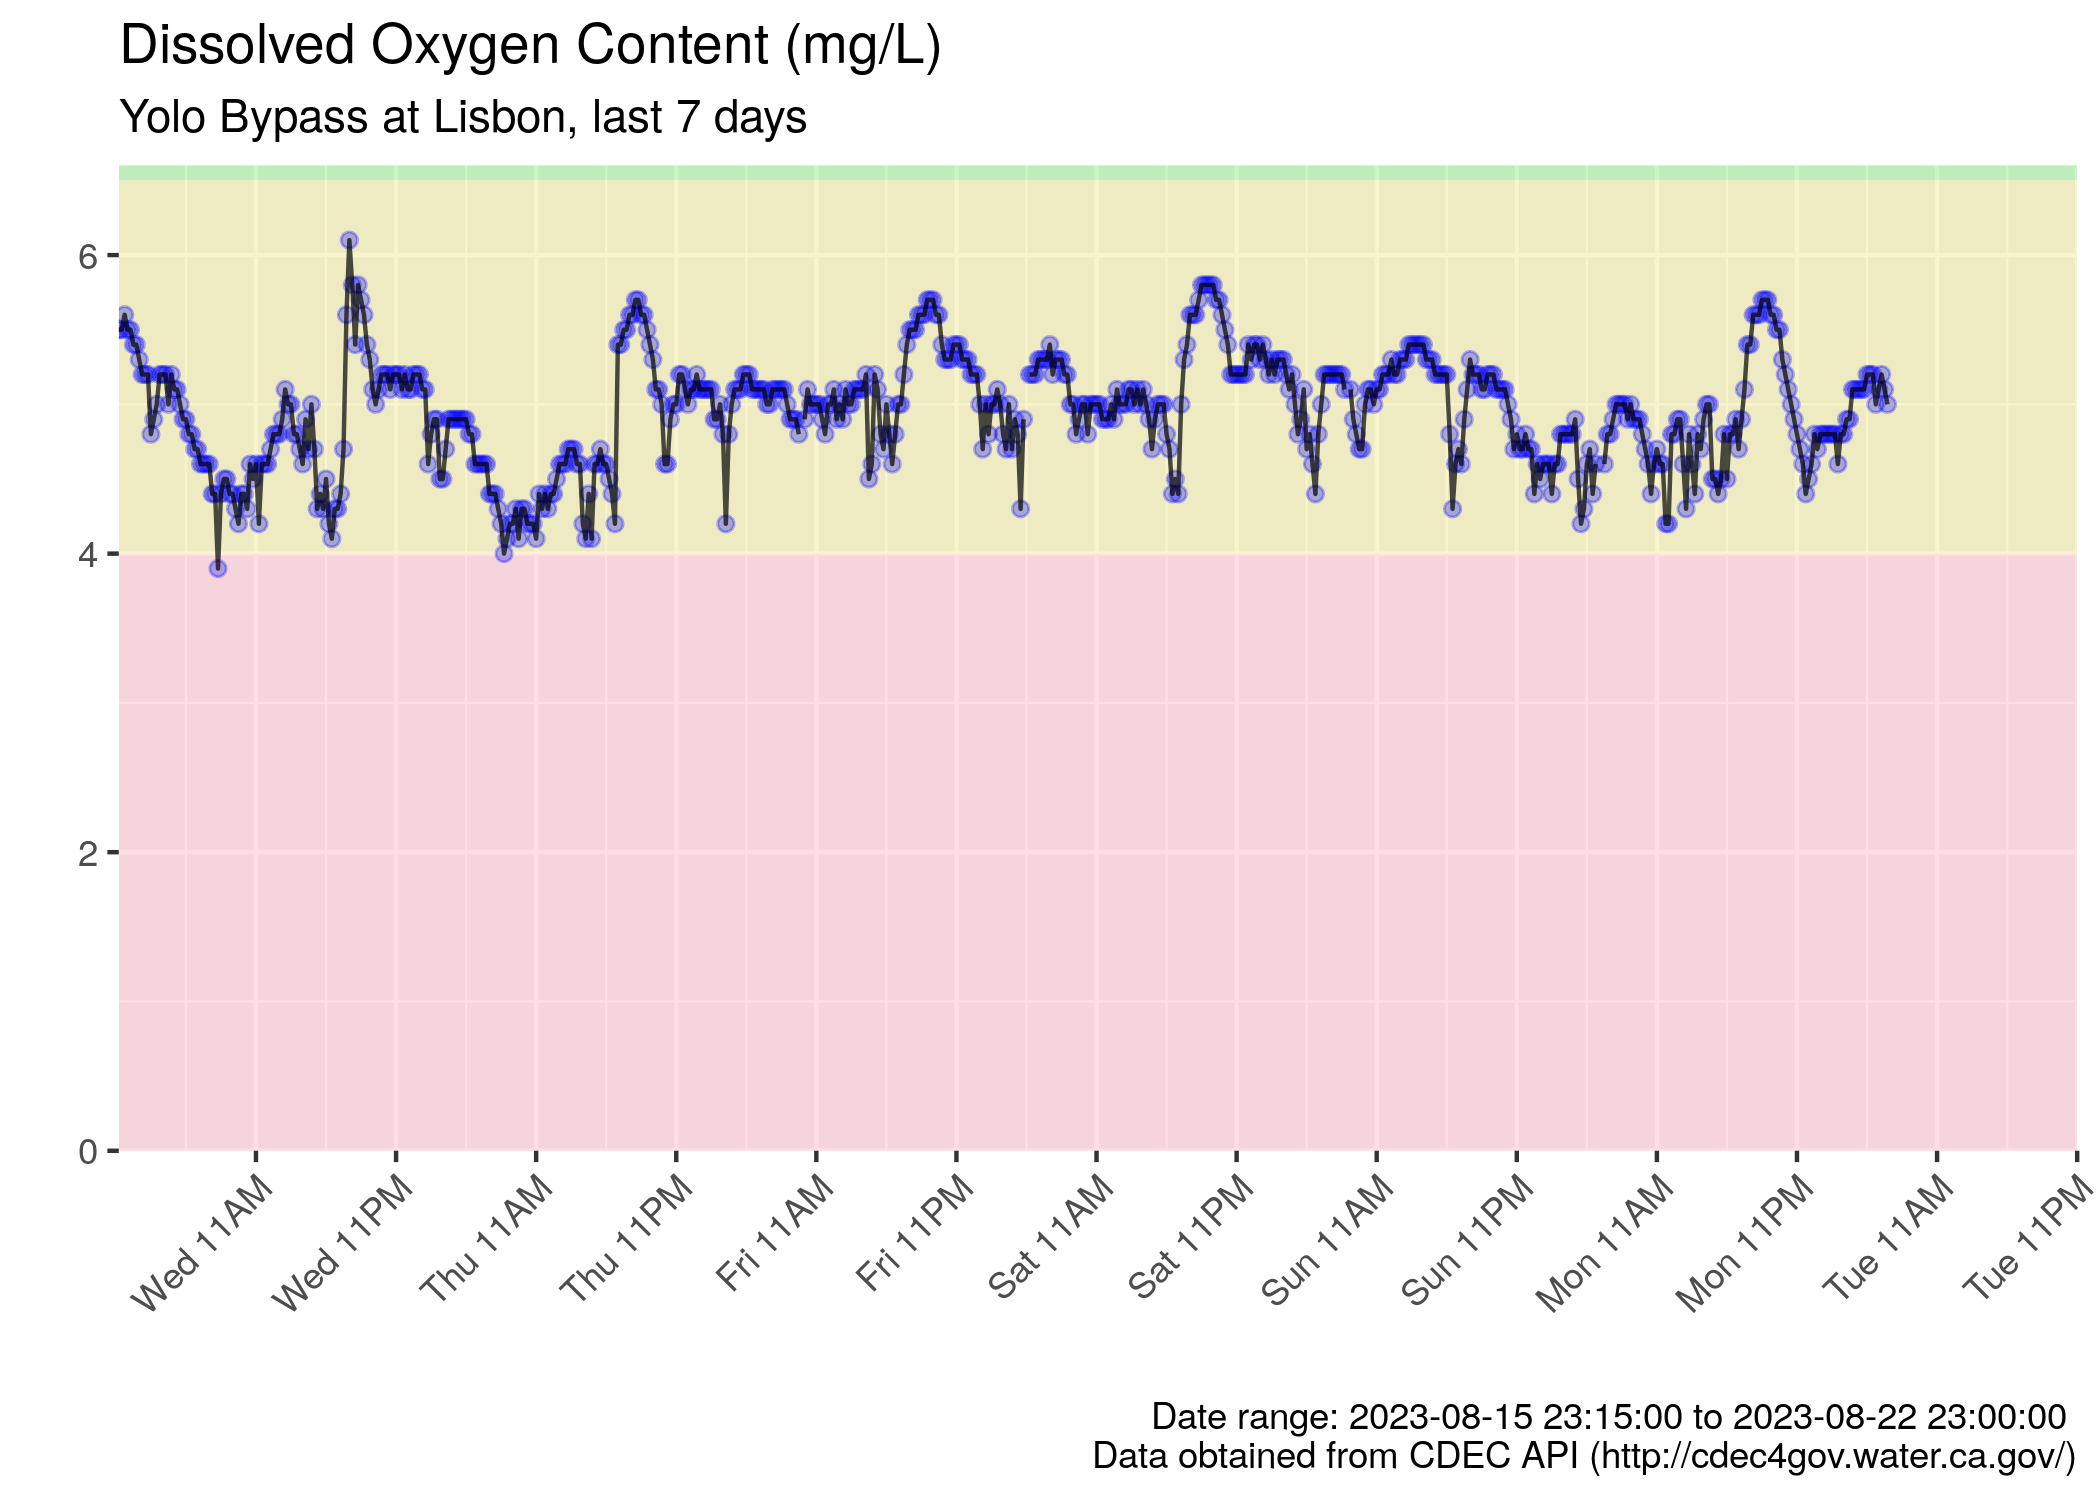 Dissolved Oxygen Content (mg/L)
Yolo Bypass at Lisbon, last 7 days
6
4
2
0
Wed 11AM
Wed 11PM
Thu 11AM
Thu 11PM
Fri 11AM
Fri 11PM
Sat 11AM
Sat 11PM
Sun 11AM
Sun 11PM
Mon 11AM
Mon 11PM
Tue 11AM
Tue 11PM
Date range: 2023-08-15 23:15:00 to 2023-08-22 23:00:00
Data obtained from CDEC API (http://cdec4gov.water.ca.gov/)